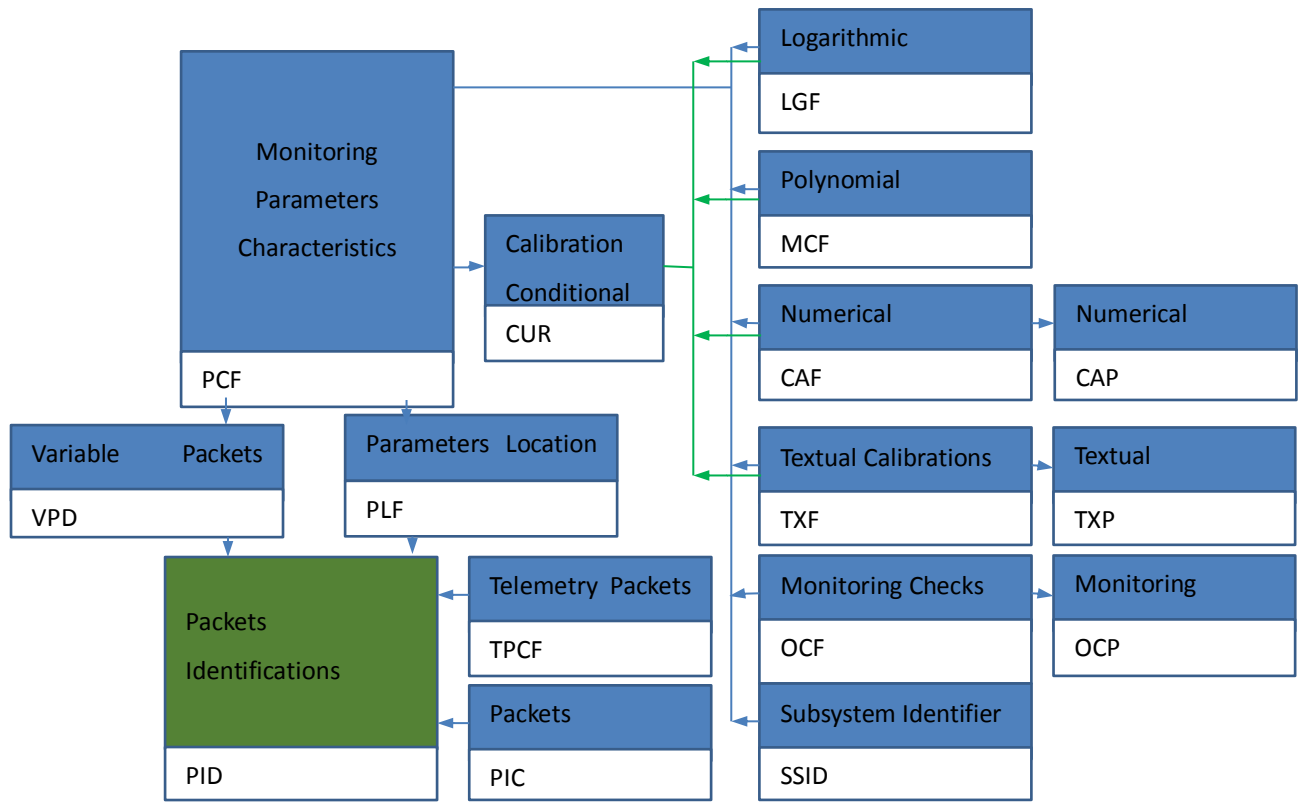 Monitoring
Parameters
Characteristics
PCF
Calibration
Conditional
CUR
Logarithmic
LGF
Polynomial
MCF
Numerical
CAF
Numerical
CAP
Textual Calibrations
TXF
Textual
TXP
Monitoring Checks
OCF
Monitoring
OCP
Subsystem Identifier
SSID
Variable Packets
VPD
Parameters Location
PLF
Packets
Identifications
PID
Telemetry Packets
TPCF
Packets
PIC